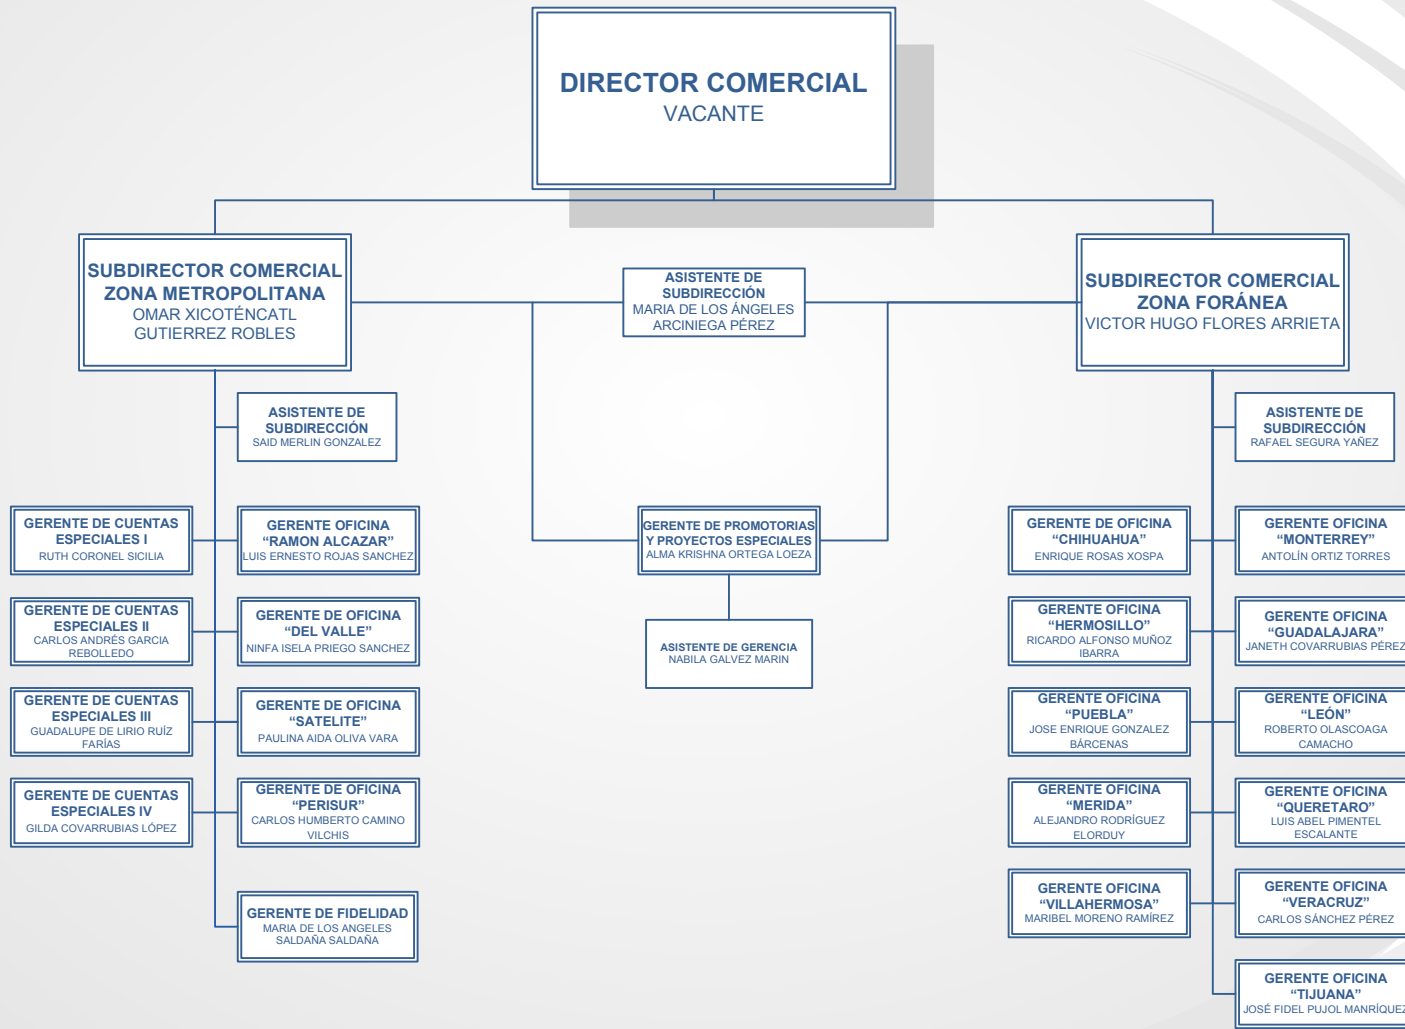 DIRECTOR COMERCIAL
VACANTE
SUBDIRECTOR COMERCIAL
ZONA METROPOLITANA
OMAR XICOTÉNCATL
GUTIERREZ ROBLES
ASISTENTE DE
SUBDIRECCIÓN
MARIA DE LOS ÁNGELES
ARCINIEGA PÉREZ
SUBDIRECTOR COMERCIAL
ZONA FORÁNEA
VICTOR HUGO FLORES ARRIETA
ASISTENTE DE
SUBDIRECCIÓN
SAID MERLIN GONZALEZ
ASISTENTE DE
SUBDIRECCIÓN
RAFAEL SEGURA YAÑEZ
GERENTE DE CUENTAS
ESPECIALES I
RUTH CORONEL SICILIA
GERENTE OFICINA
“RAMON ALCAZAR”
LUIS ERNESTO ROJAS SANCHEZ
GERENTE DE PROMOTORIAS
Y PROYECTOS ESPECIALES
ALMA KRISHNA ORTEGA LOEZA
GERENTE DE OFICINA
“CHIHUAHUA”
ENRIQUE ROSAS XOSPA
GERENTE OFICINA
“MONTERREY”
ANTOLÍN ORTIZ TORRES
GERENTE DE CUENTAS
ESPECIALES II
CARLOS ANDRÉS GARCIA
REBOLLEDO
GERENTE DE OFICINA
“DEL VALLE”
NINFA ISELA PRIEGO SANCHEZ
ASISTENTE DE GERENCIA
NABILA GALVEZ MARIN
GERENTE OFICINA
“HERMOSILLO”
RICARDO ALFONSO MUÑOZ
IBARRA
GERENTE OFICINA
“GUADALAJARA”
JANETH COVARRUBIAS PÉREZ
GERENTE DE CUENTAS
ESPECIALES III
GUADALUPE DE LIRIO RUÍZ
FARÍAS
GERENTE DE OFICINA
“SATELITE”
PAULINA AIDA OLIVA VARA
GERENTE OFICINA
“PUEBLA”
JOSE ENRIQUE GONZALEZ
BÁRCENAS
GERENTE OFICINA
“LEÓN”
ROBERTO OLASCOAGA
CAMACHO
GERENTE DE CUENTAS
ESPECIALES IV
GILDA COVARRUBIAS LÓPEZ
GERENTE DE OFICINA
“PERISUR”
CARLOS HUMBERTO CAMINO
VILCHIS
GERENTE OFICINA
“MERIDA”
ALEJANDRO RODRÍGUEZ
ELORDUY
GERENTE OFICINA
“QUERETARO”
LUIS ABEL PIMENTEL
ESCALANTE
GERENTE DE FIDELIDAD
MARIA DE LOS ANGELES
SALDAÑA SALDAÑA
GERENTE OFICINA
“VILLAHERMOSA”
MARIBEL MORENO RAMÍREZ
GERENTE OFICINA
“VERACRUZ”
CARLOS SÁNCHEZ PÉREZ
GERENTE OFICINA
“TIJUANA”
JOSÉ FIDEL PUJOL MANRÍQUEZ